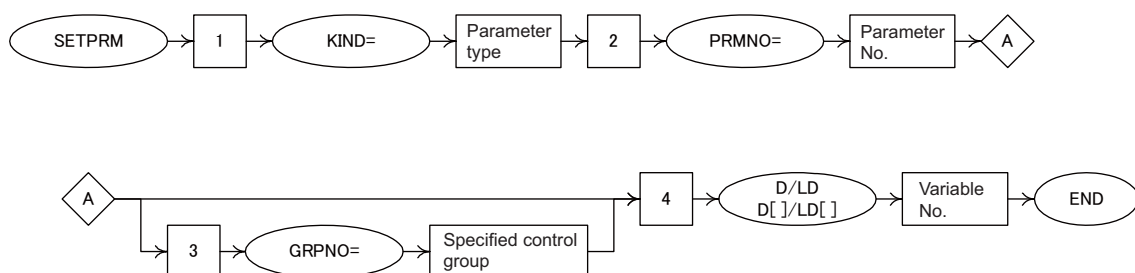 SETPRM
1
KIND=
Parameter
type
2
PRMNO=
Parameter
No.
A
A
3
GRPNO=
Specified control
group
4
D/LD
D[ ]/LD[ ]
Variable
No.
END